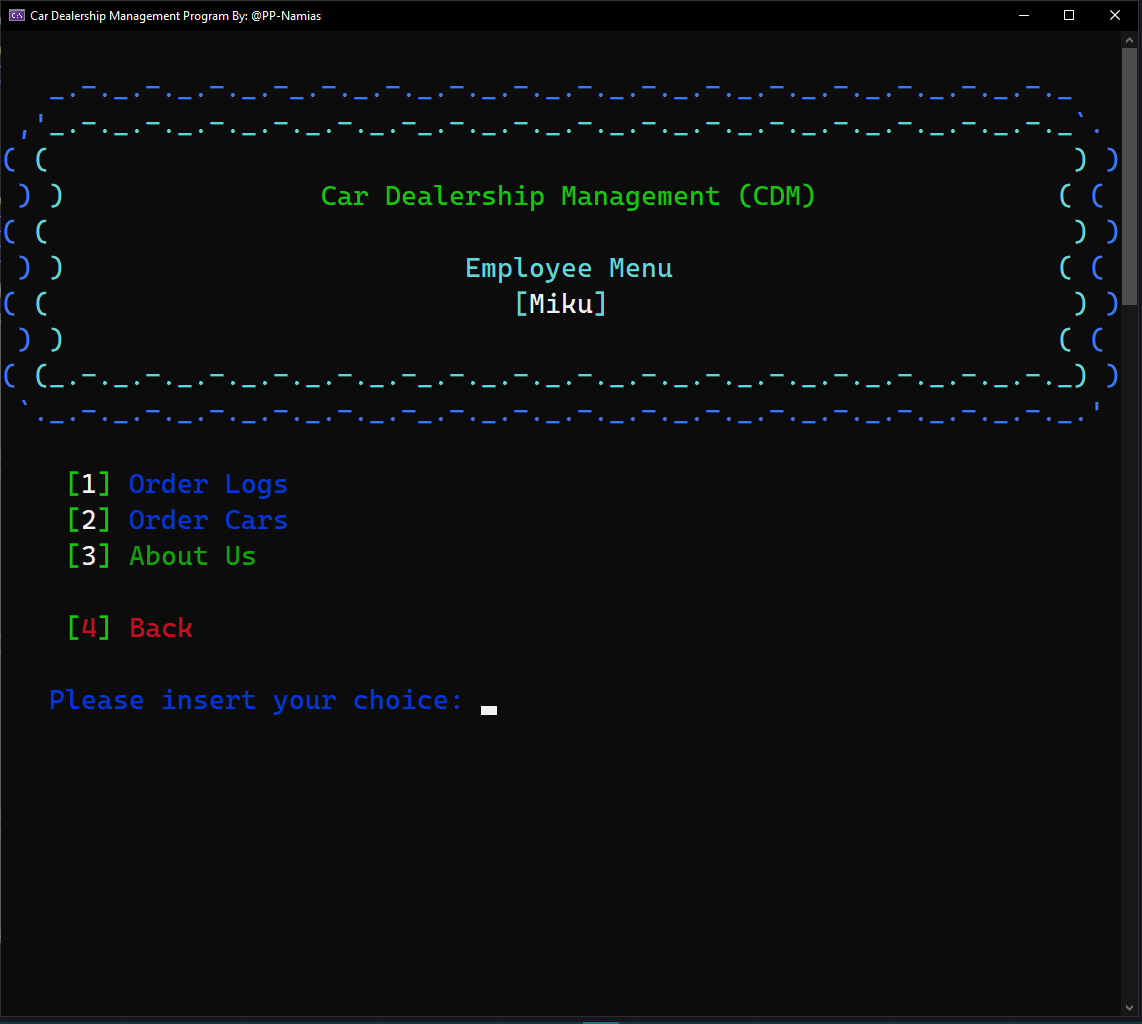 Car Dealership Management Program By: @PP-Namias
Car Dealership Management (CDM)
Employee Menu
[Miku]
[1] Order Logs
[2] Order Cars
[3] About Us
[4] Back
Please insert your choice: